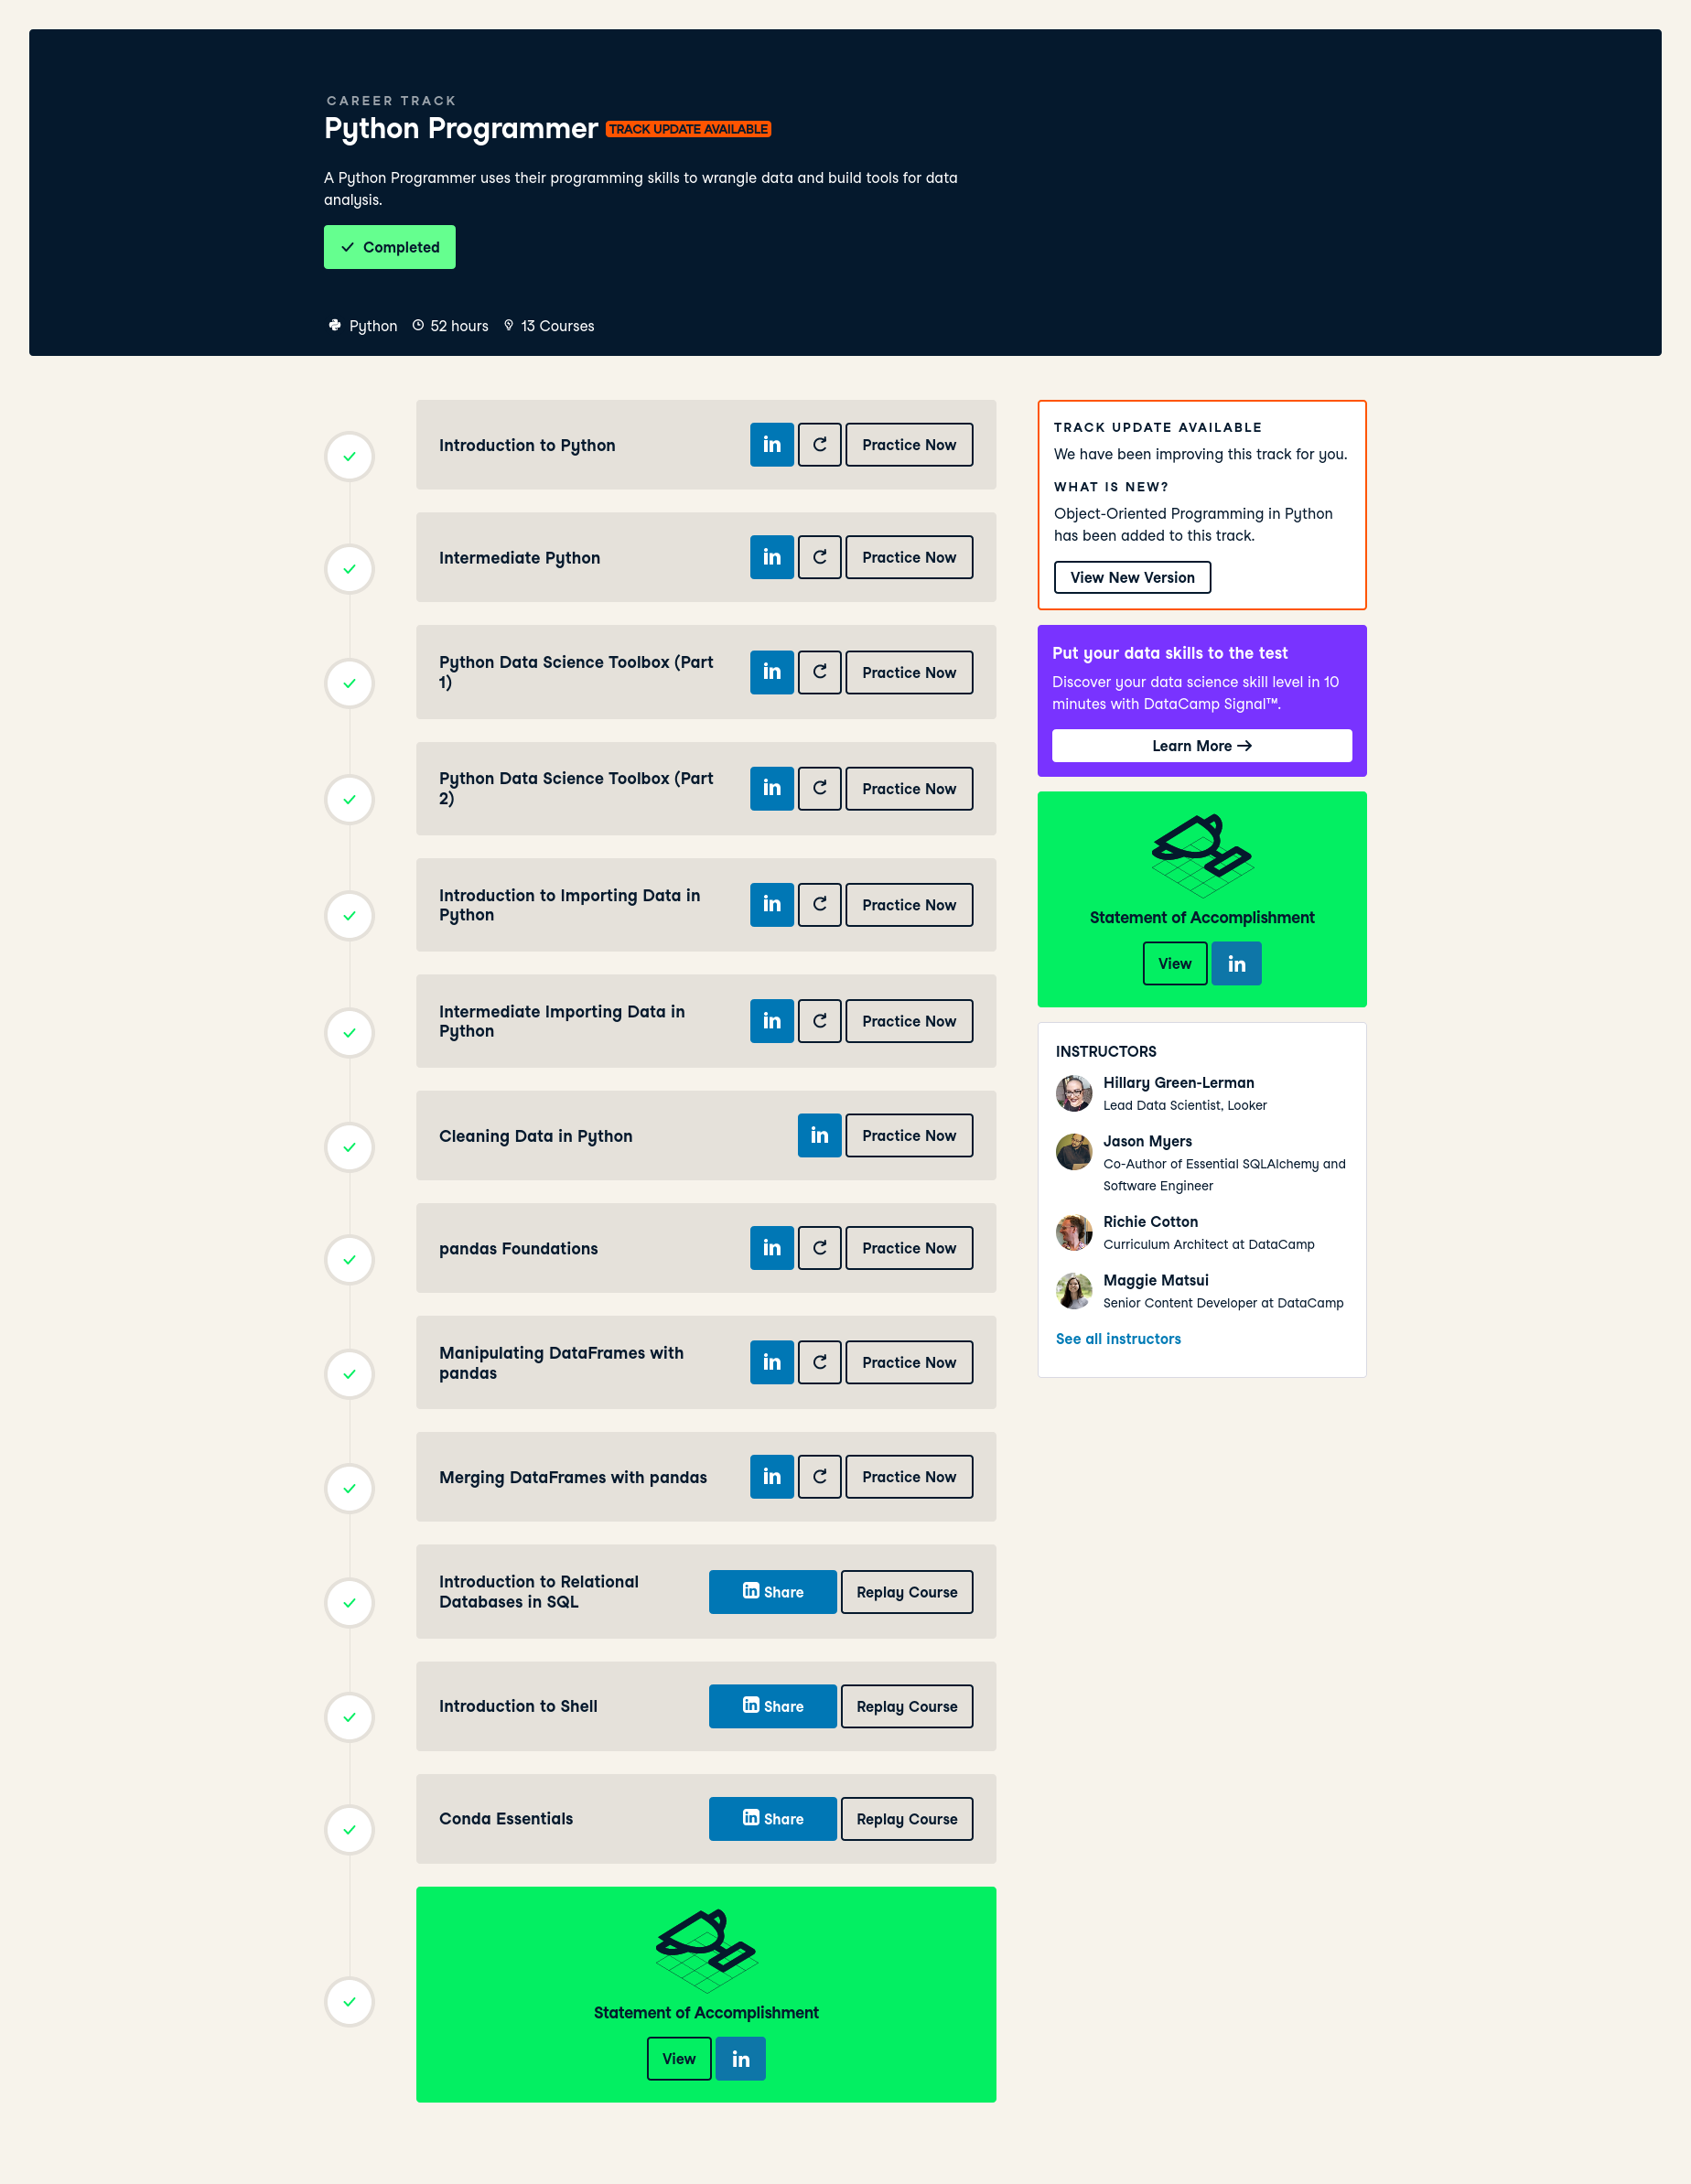 CAREER TRACK
Python Programmer TRACK UPDATE AVAILABLE
A Python Programmer uses their programming skills to wrangle data and build tools for data
analysis.
Completed
Python 52 hours 13 Courses
Introduction to Python
in Practice Now
Intermediate Python
in Practice Now
Python Data Science Toolbox (Part
1)
in Practice Now
Python Data Science Toolbox (Part
2)
in Practice Now
Introduction to Importing Data in
Python
in Practice Now
Intermediate Importing Data in
Python
in Practice Now
Cleaning Data in Python
in Practice Now
pandas Foundations
in Practice Now
Manipulating DataFrames with
pandas
in Practice Now
Merging DataFrames with pandas
in Practice Now
Introduction to Relational
Databases in SQL
in Share Replay Course
Introduction to Shell
in Share Replay Course
Conda Essentials
in Share Replay Course
Statement of Accomplishment
View in
TRACK UPDATE AVAILABLE
We have been improving this track for you.
WHAT IS NEW?
Object-Oriented Programming in Python
has been added to this track.
View New Version
Put your data skills to the test
Discover your data science skill level in 10
minutes with DataCamp Signal™.
Learn More
Statement of Accomplishment
View in
INSTRUCTORS
Hillary Green-Lerman
Lead Data Scientist, Looker
Jason Myers
Co-Author of Essential SQLAlchemy and
Software Engineer
Richie Cotton
Curriculum Architect at DataCamp
Maggie Matsui
Senior Content Developer at DataCamp
See all instructors